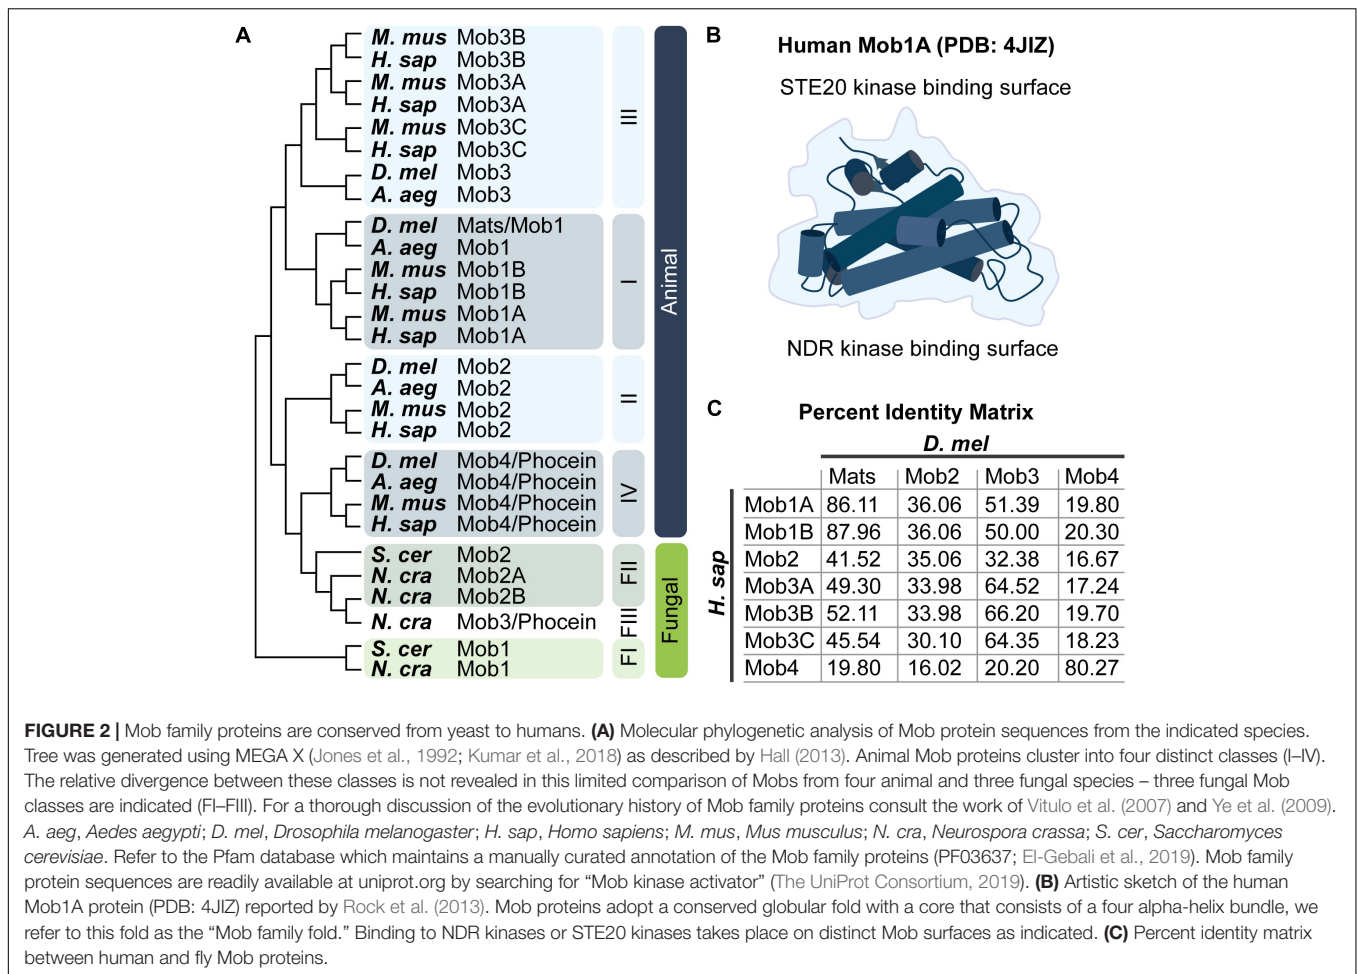 A
M. mus Mob3B
H. sap Mob3B
M. mus Mob3A
H. sap Mob3A
M. mus Mob3C
H. sap Mob3C
D. mel Mob3
A. aeg Mob3
III
D. mel Mats/Mob1
A. aeg Mob1
M. mus Mob1B
H. sap Mob1B
M. mus Mob1A
H. sap Mob1A
I
D. mel Mob2
A. aeg Mob2
M. mus Mob2
H. sap Mob2
II
D. mel Mob4/Phocein
A. aeg Mob4/Phocein
M. mus Mob4/Phocein
H. sap Mob4/Phocein
IV
Animal
S. cer Mob2
N. cra Mob2A
N. cra Mob2B
FII
N. cra Mob3/Phocein
FIII
S. cer Mob1
N. cra Mob1
FI
Fungal
B
Human Mob1A (PDB: 4JIZ)
STE20 kinase binding surface
NDR kinase binding surface
C
Percent Identity Matrix
D. mel
Mats Mob2 Mob3 Mob4
H. sap
Mob1A 86.11 36.06 51.39 19.80
Mob1B 87.96 36.06 50.00 20.30
Mob2 41.52 35.06 32.38 16.67
Mob3A 49.30 33.98 64.52 17.24
Mob3B 52.11 33.98 66.20 19.70
Mob3C 45.54 30.10 64.35 18.23
Mob4 19.80 16.02 20.20 80.27
FIGURE 2 | Mob family proteins are conserved from yeast to humans. (A) Molecular phylogenetic analysis of Mob protein sequences from the indicated species.
Tree was generated using MEGA X (Jones et al., 1992; Kumar et al., 2018) as described by Hall (2013). Animal Mob proteins cluster into four distinct classes (I–IV).
The relative divergence between these classes is not revealed in this limited comparison of Mobs from four animal and three fungal species – three fungal Mob
classes are indicated (FI–FIII). For a thorough discussion of the evolutionary history of Mob family proteins consult the work of Vitulo et al. (2007) and Ye et al. (2009).
A. aeg, Aedes aegypti; D. mel, Drosophila melanogaster; H. sap, Homo sapiens; M. mus, Mus musculus; N. cra, Neurospora crassa; S. cer, Saccharomyces
cerevisiae. Refer to the Pfam database which maintains a manually curated annotation of the Mob family proteins (PF03637; El-Gebali et al., 2019). Mob family
protein sequences are readily available at uniprot.org by searching for “Mob kinase activator” (The UniProt Consortium, 2019). (B) Artistic sketch of the human
Mob1A protein (PDB: 4JIZ) reported by Rock et al. (2013). Mob proteins adopt a conserved globular fold with a core that consists of a four alpha-helix bundle, we
refer to this fold as the “Mob family fold.” Binding to NDR kinases or STE20 kinases takes place on distinct Mob surfaces as indicated. (C) Percent identity matrix
between human and fly Mob proteins.